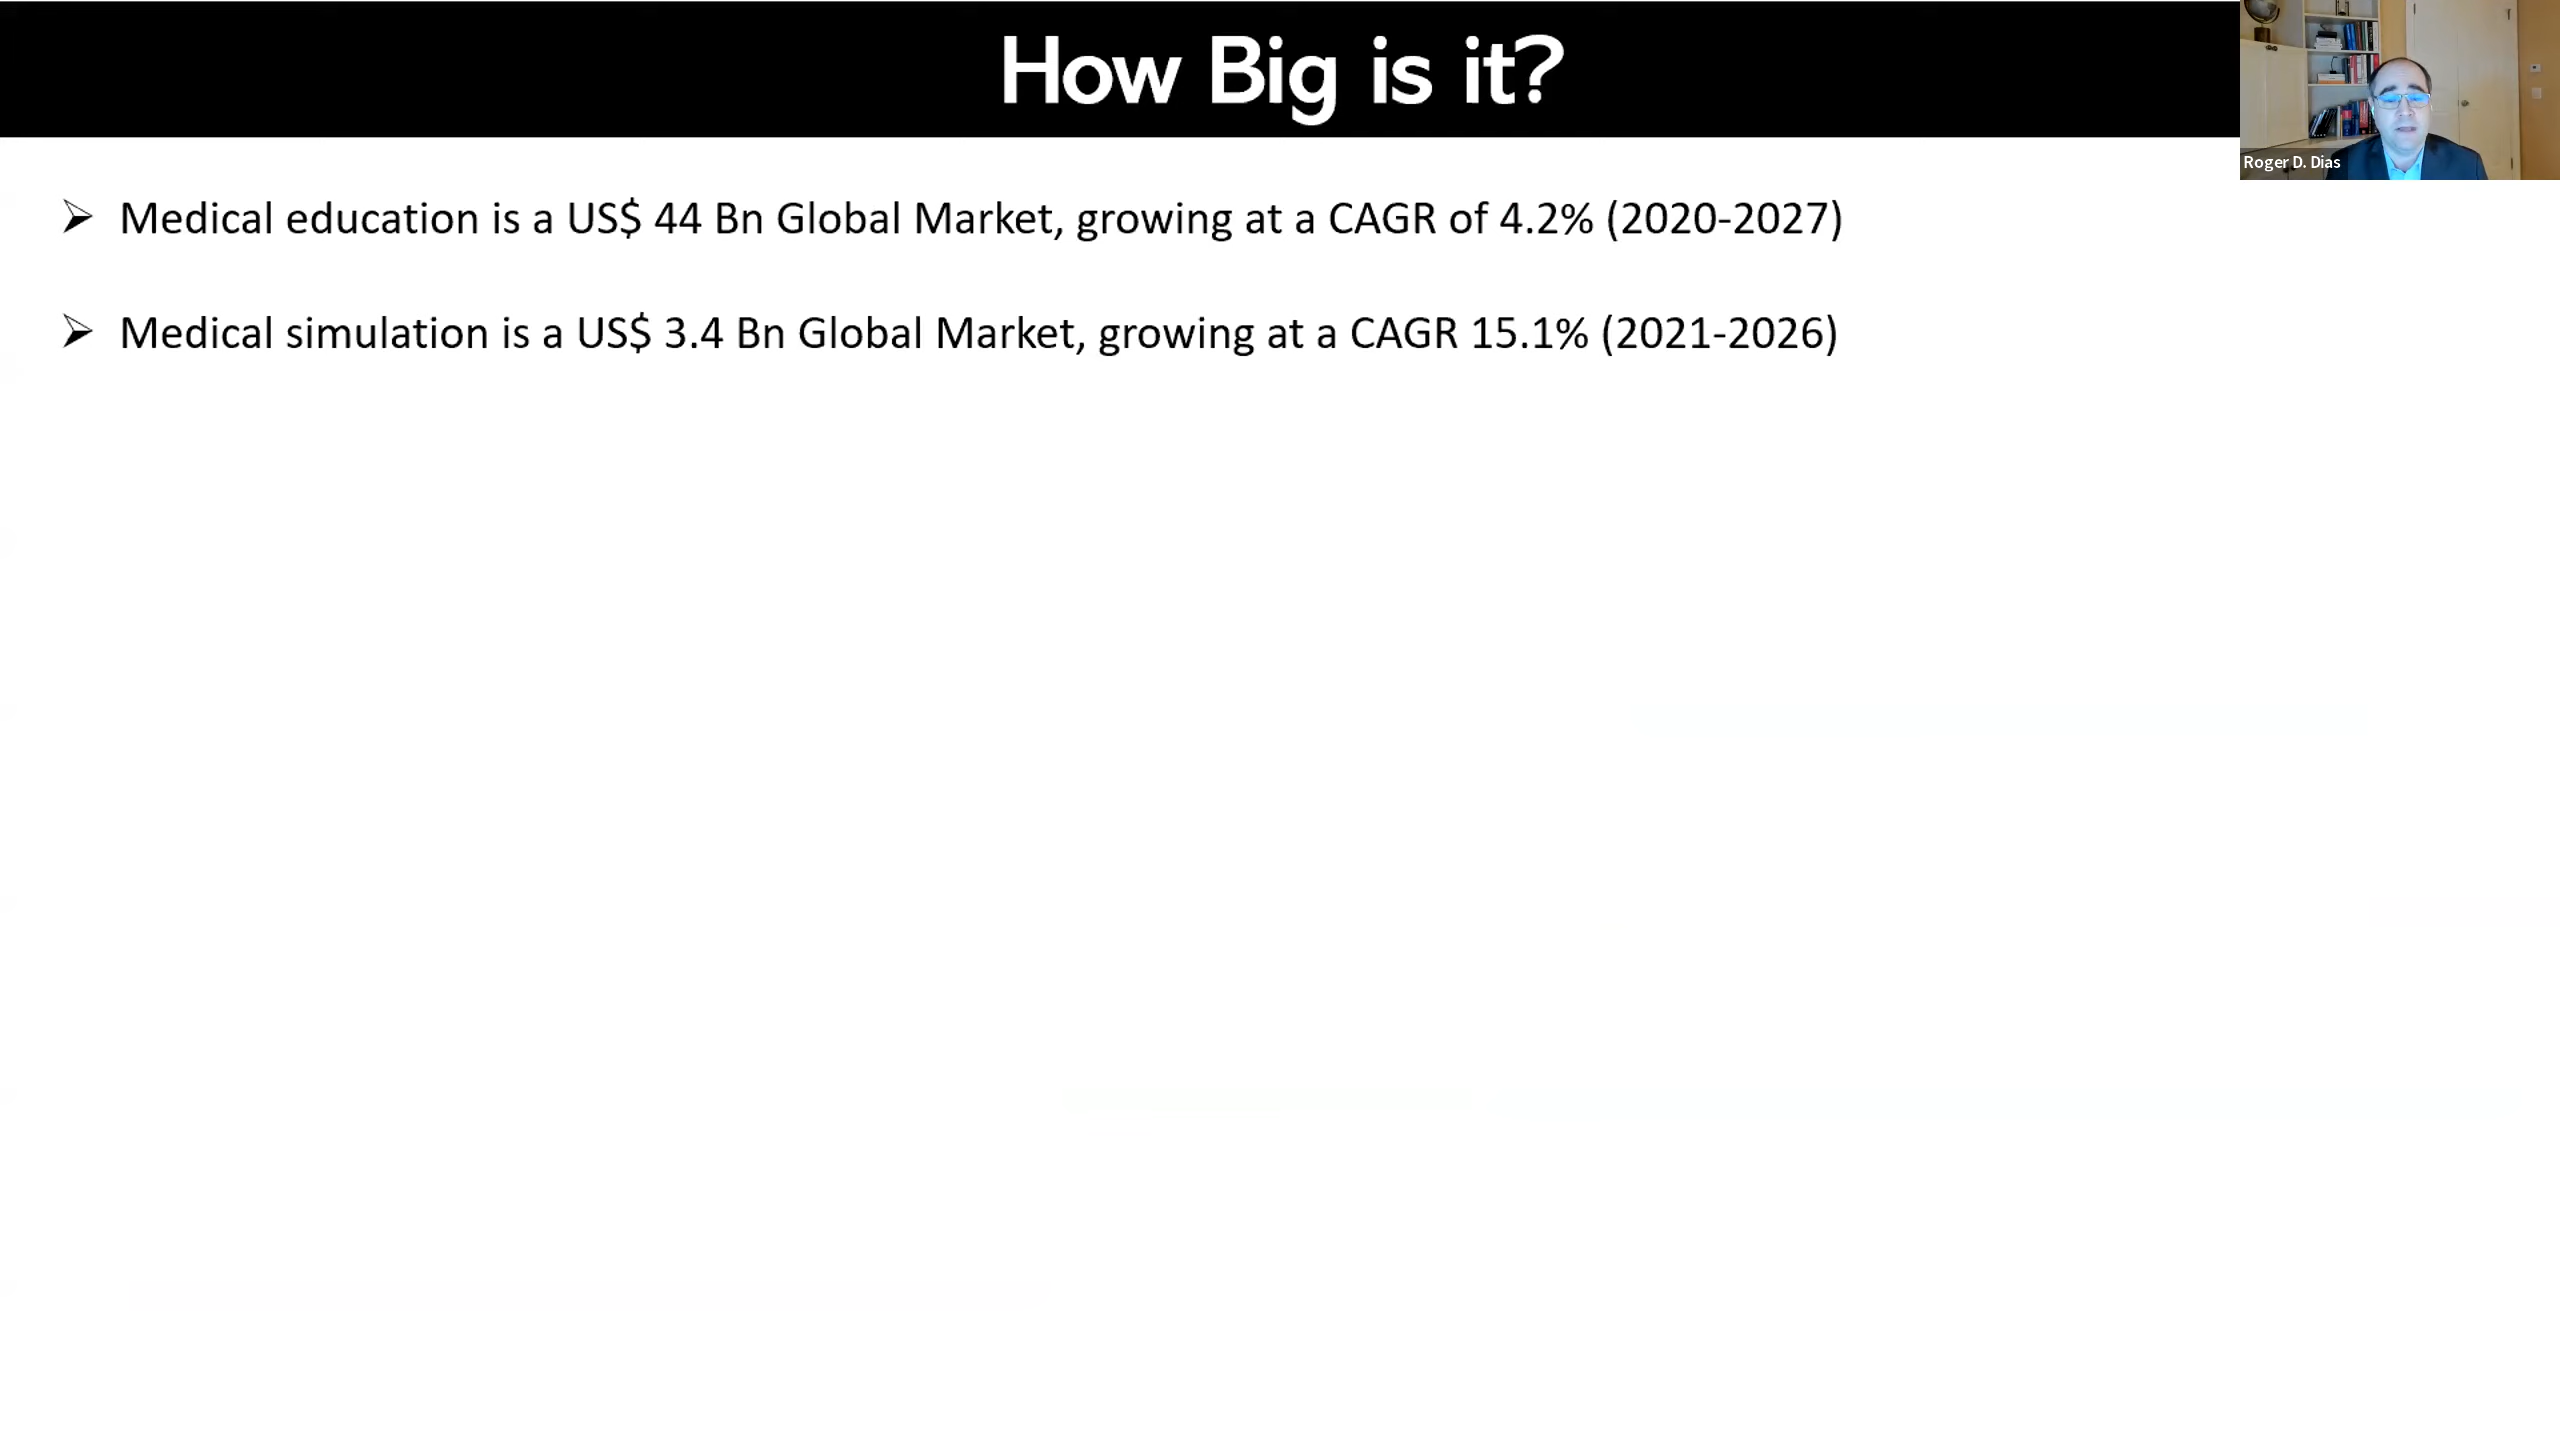 How Big is it?
Roger D. Dias
➢ Medical education is a US$ 44 Bn Global Market, growing at a CAGR of 4.2% (2020-2027)
➢ Medical simulation is a US$ 3.4 Bn Global Market, growing at a CAGR 15.1% (2021-2026)